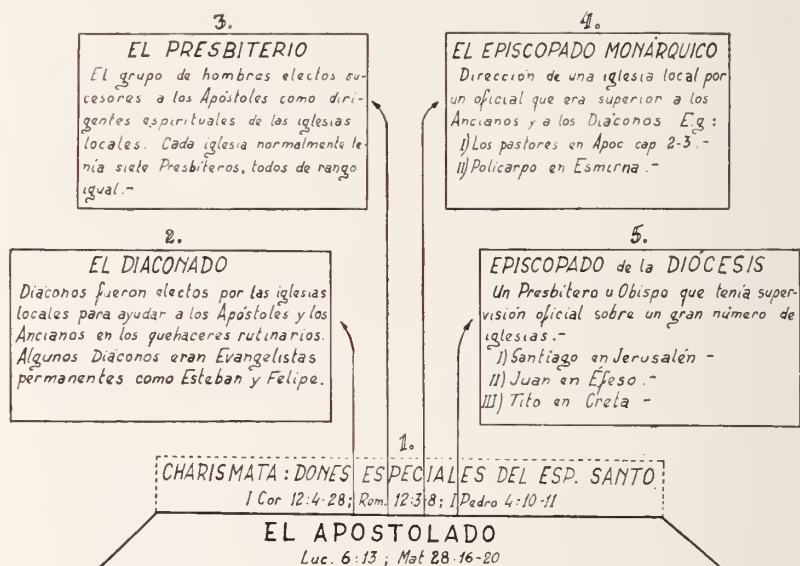 3.
EL PRESBITERIO
El grupo de hombres electos su-
cesores a los Apóstoles como diri-
gentes espirituales de las iglesias
locales. Cada iglesia normalmente te-
nía siete Presbíteros, todos de rango
igual.-
4.
EL EPISCOPADO MONÁRQUICO
Dirección de una iglesia local por
un oficial que era superior a los
Ancianos y a los Diáconos E.g:
I) Los pastores en Apoc cap 2-3.-
II) Policarpo en Esmirna.-
2.
EL DIACONADO
Diáconos fueron electos por las iglesias
locales para ayudar a los Apóstoles y los
Ancianos en los quehaceres rutinarios.
Algunos Diáconos eran Evangelistas
permanentes como Esteban y Felipe.
5.
EPISCOPADO de la DIÓCESIS
Un Presbítero u Obispo que tenía super-
visión oficial sobre un gran número de
iglesias.-
I) Santiago en Jerusalén -
II) Juan en Éfeso.-
III) Tito en Creta -
1.
CHARISMATA: DONES ESPECIALES DEL ESP. SANTO
I Cor 12:4-28; Rom. 12:3-8; I Pedro 4:10-11
EL APOSTOLADO
Luc. 6:13; Mat 28-16-20